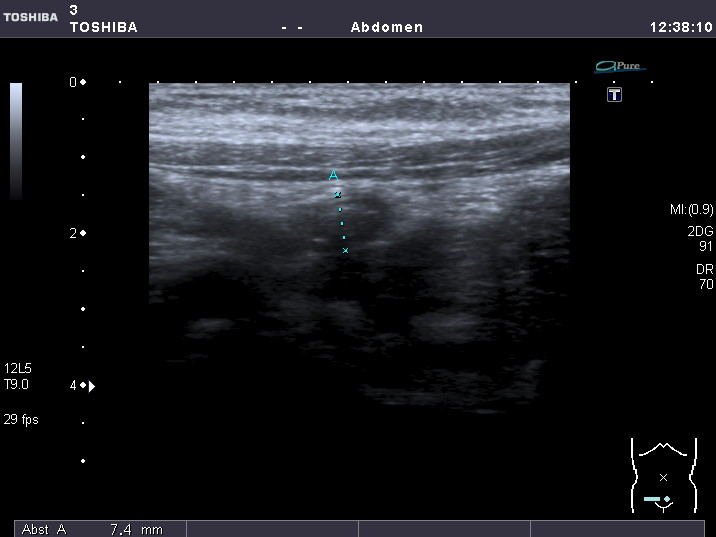 TOSHIBA
3
TOSHIBA
- -
Abdomen
12:38:10
Pure
T
0
A
MI:(0.9)
2
2DG
91
DR
70
12L5
T9.0
4
29 fps
Abst A 7.4 mm